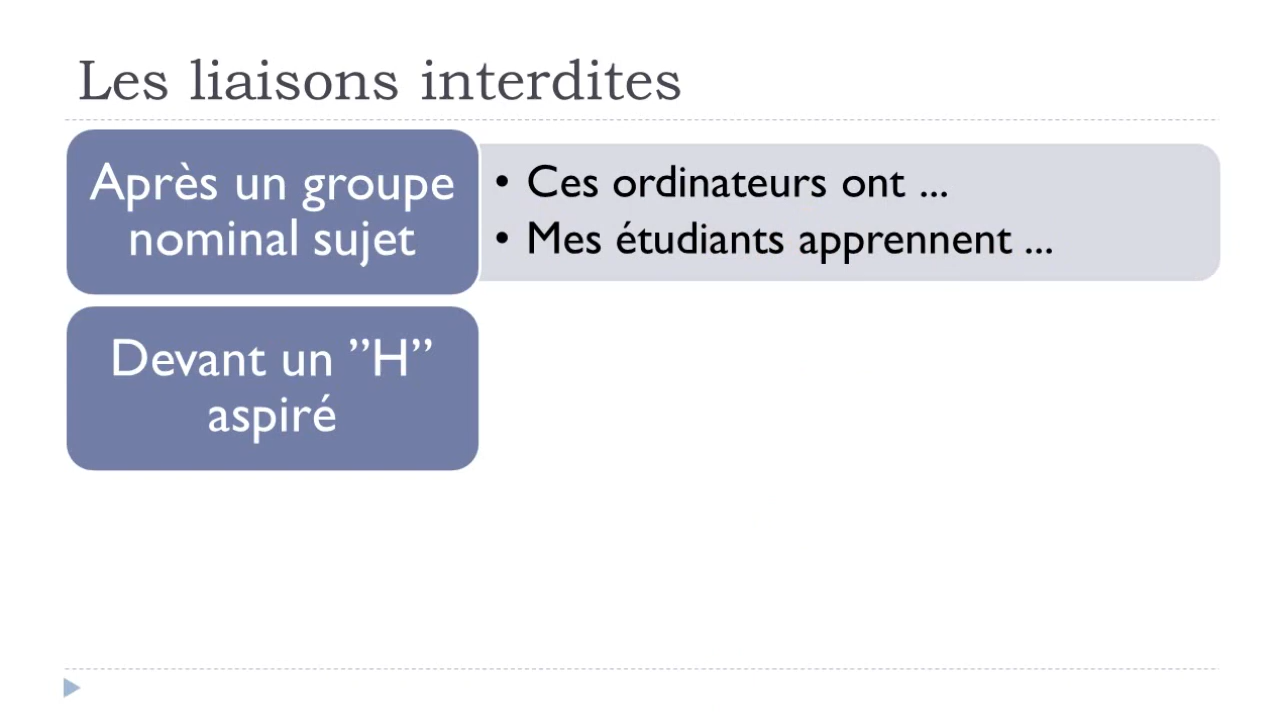 Les liaisons interdites
Après un groupe
nominal sujet
• Ces ordinateurs ont ...
• Mes étudiants apprennent ...
Devant un ”H”
aspiré